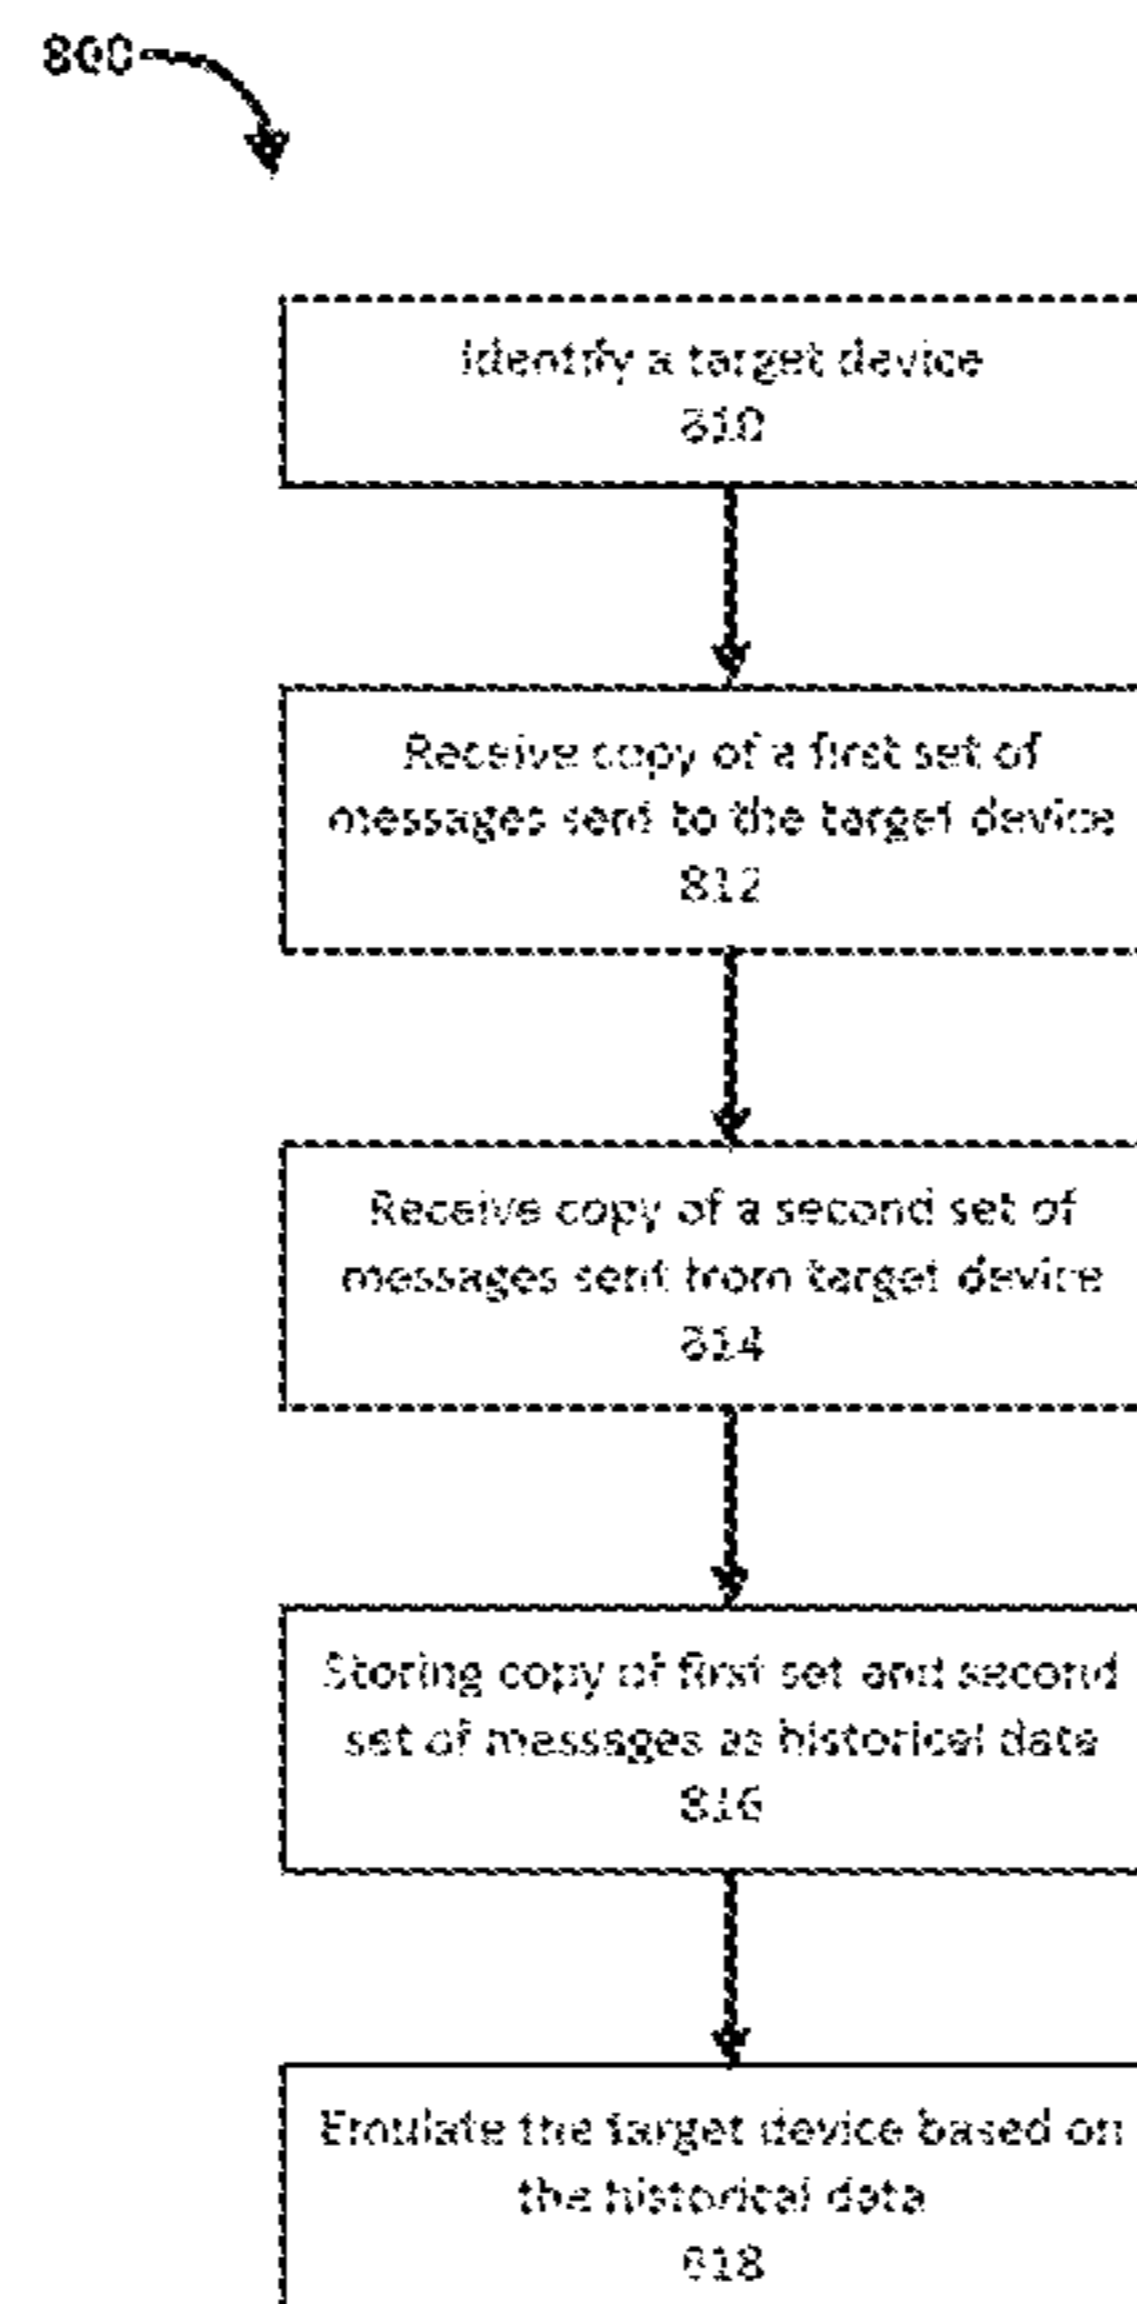 800
Identify a target device
810
Receive copy of a first set of
messages sent to the target device
812
Receive copy of a second set of
messages sent from target device
814
Storing copy of first set and second
set of messages as historical data
816
Emulate the target device based on
the historical data
818